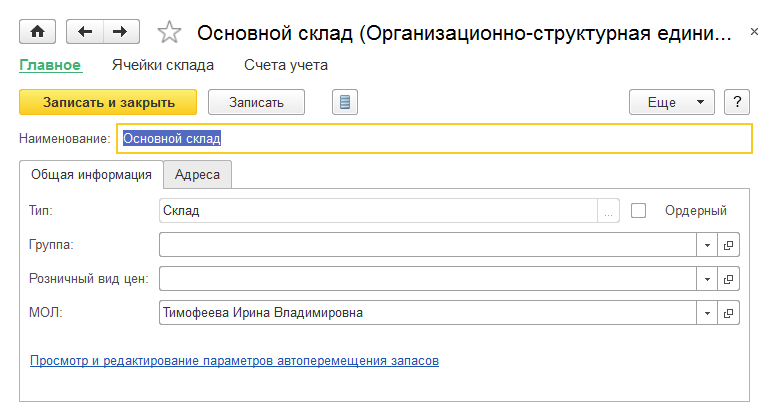 Основной склад (Организационно-структурная едини...
Главное Ячейки склада Счета учета
Записать и закрыть Записать Еще ?
Наименование: Основной склад
Общая информация Адреса
Тип: Склад ... Ордерный
Группа:
Розничный вид цен:
МОЛ: Тимофеева Ирина Владимировна
Просмотр и редактирование параметров автоперемещения запасов